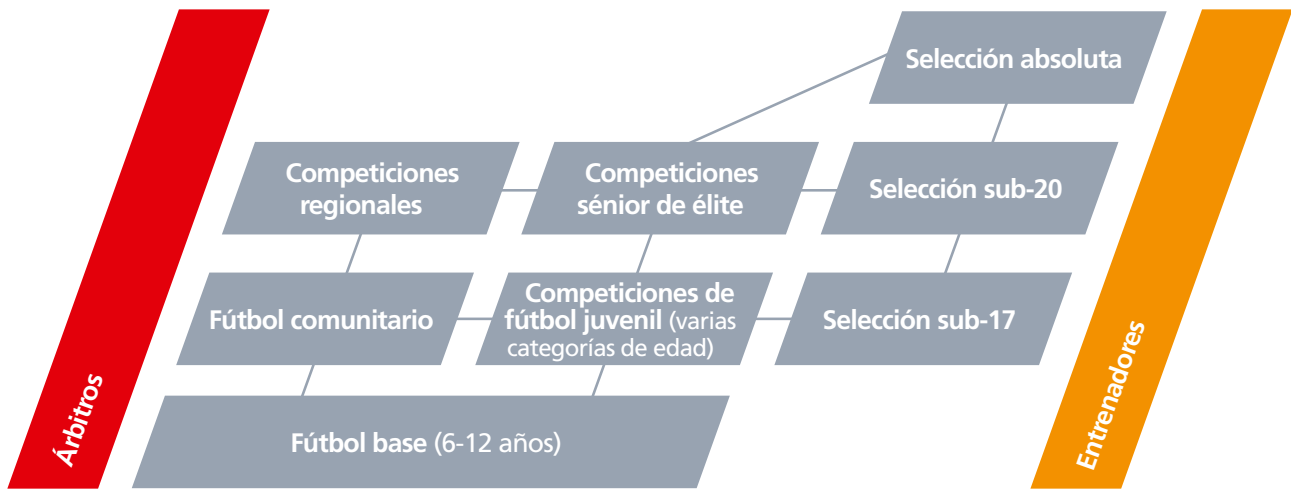 Selección absoluta
Competiciones
regionales
Competiciones
sénior de élite
Selección sub-20
Fútbol comunitario
Competiciones de
fútbol juvenil (varias
categorías de edad)
Selección sub-17
Fútbol base (6-12 años)
Árbitros
Entrenadores